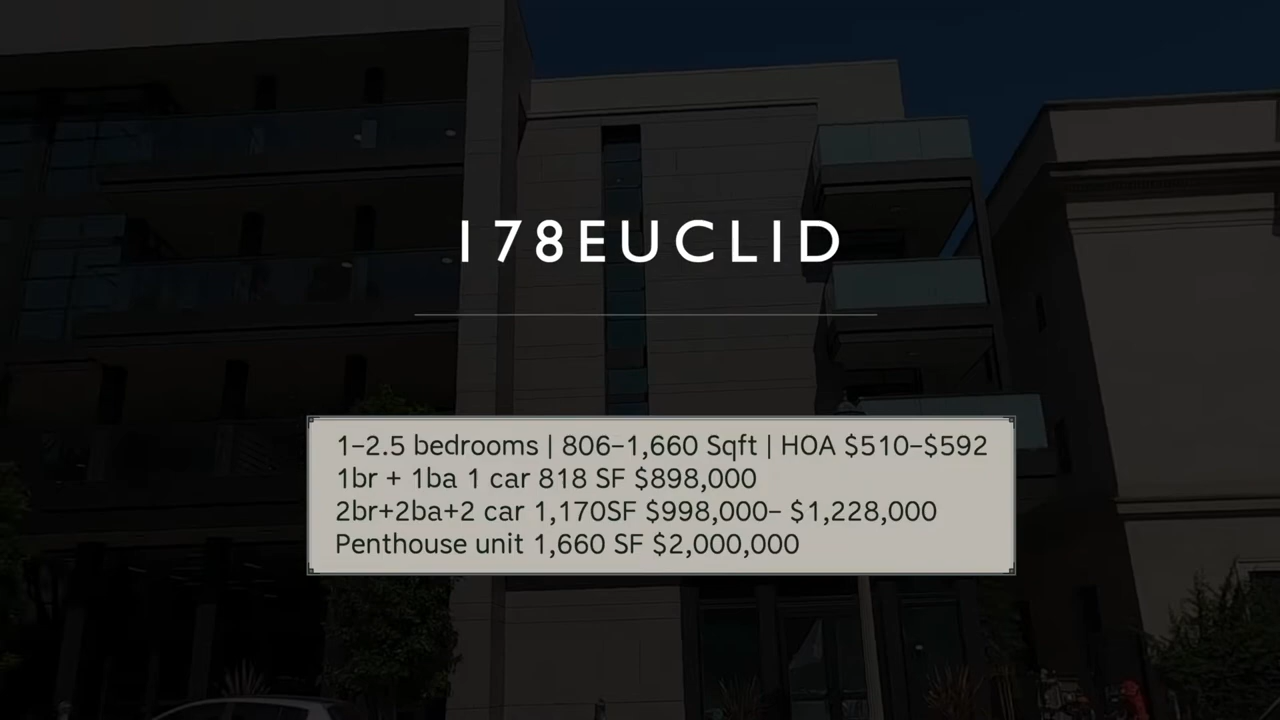 178EUCLID
1-2.5 bedrooms | 806-1,660 Sqft | HOA $510-$592
1br + 1ba 1 car 818 SF $898,000
2br+2ba+2 car 1,170SF $998,000- $1,228,000
Penthouse unit 1,660 SF $2,000,000